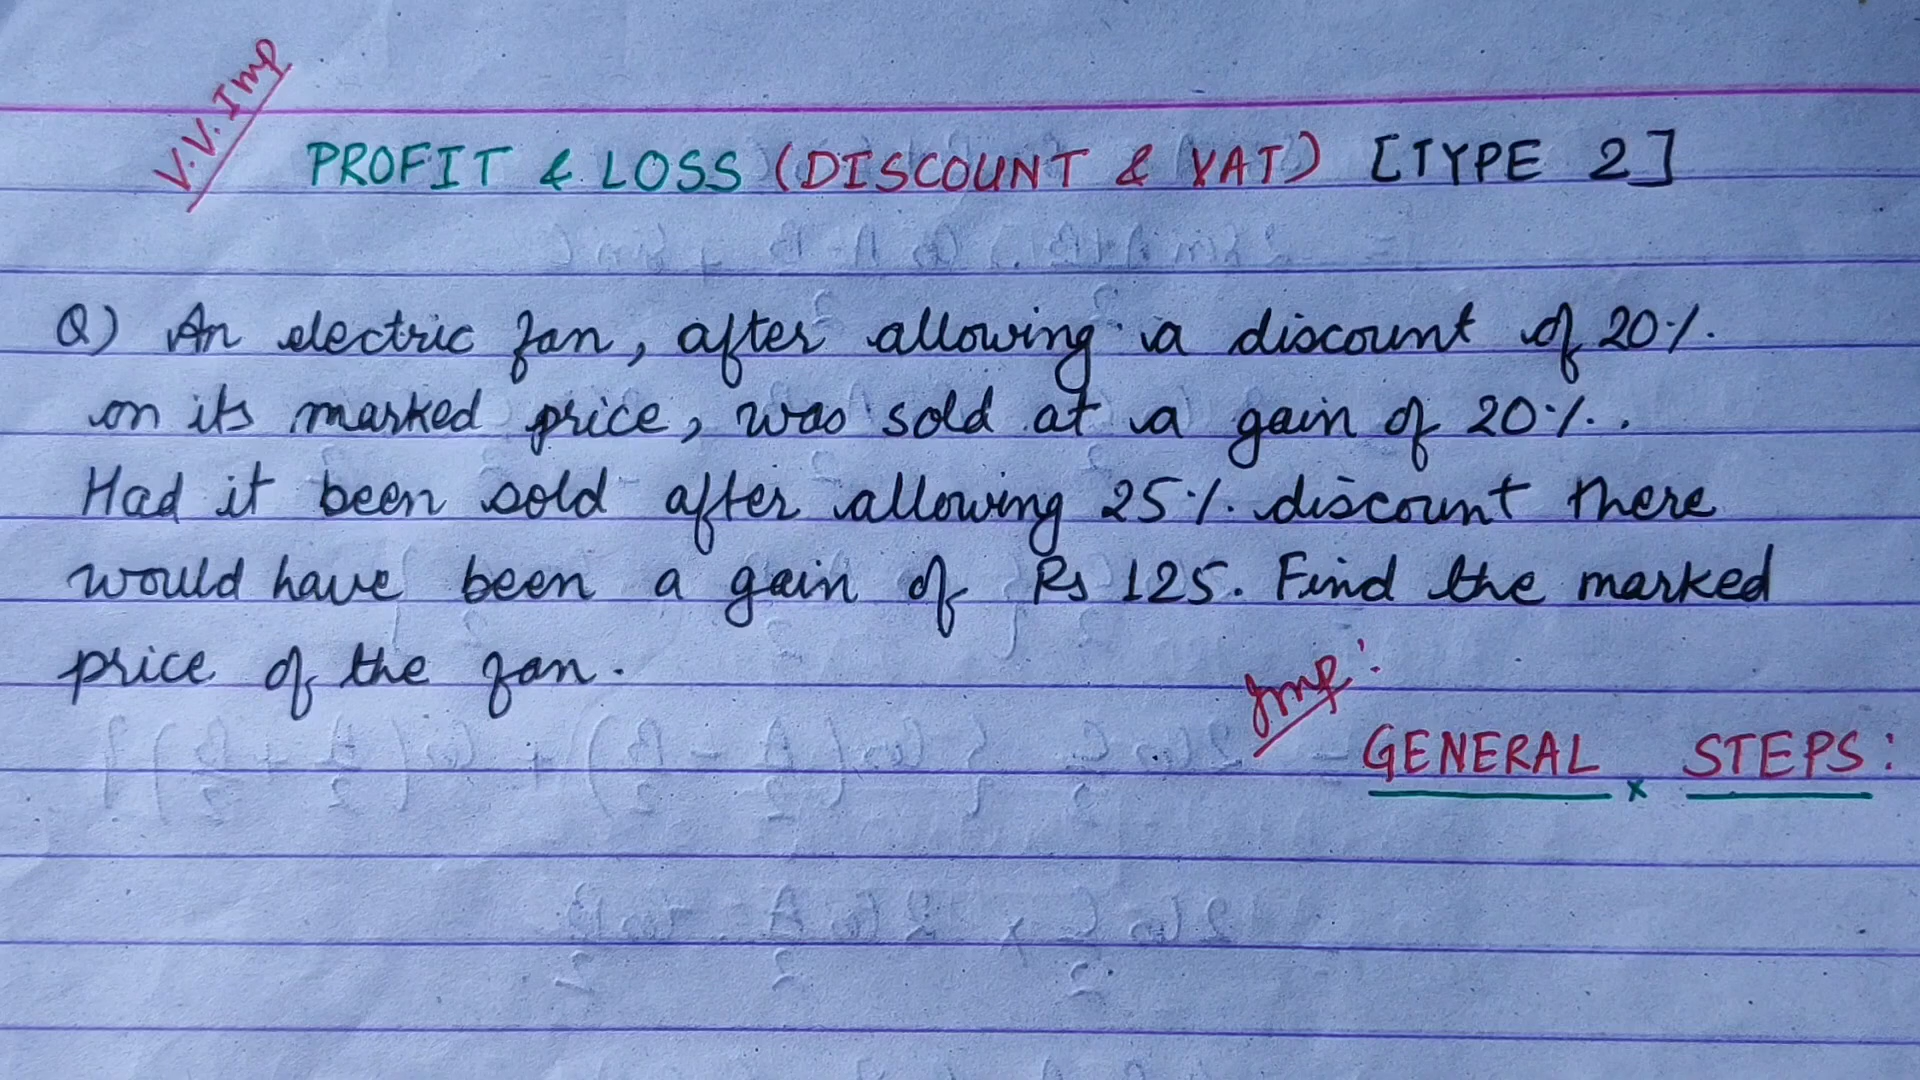 V.V. Imp
PROFIT & LOSS (DISCOUNT & VAT) [TYPE 2]
Q) An electric fan, after allowing a discount of 20%.
on its marked price, was sold at a gain of 20%..
Had it been sold after allowing 25%. discount there
would have been a gain of Rs 125. Find the marked
price of the fan.
Imp:
GENERAL STEPS:
x